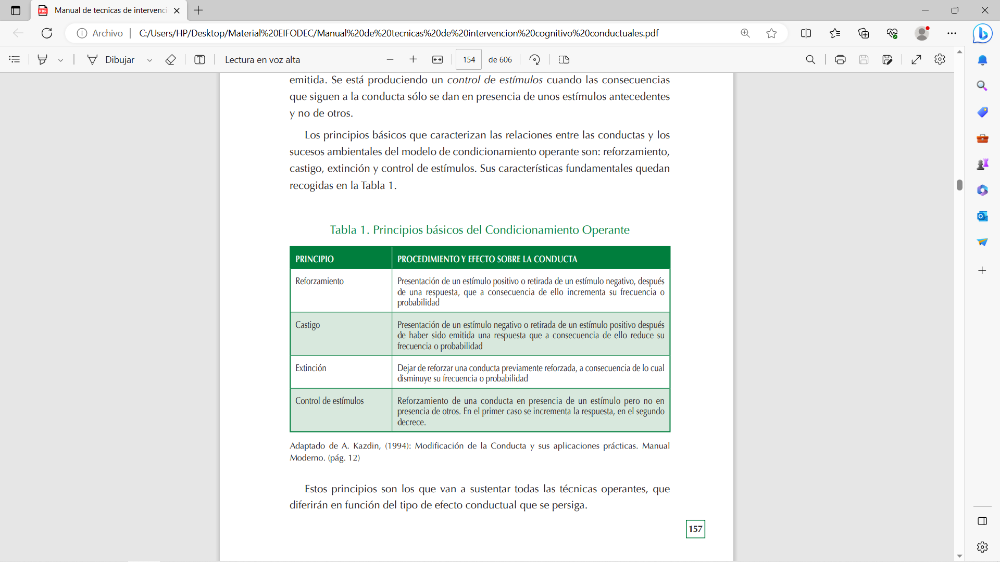 Manual de tecnicas de intervenci
Archivo
C:/Users/HP/Desktop/Material%20EIFODEC/Manual%20de%20tecnicas%20de%20intervencion%20cognitivo%20conductuales.pdf
Dibujar
Lectura en voz alta
154
de 606
emitida. Se está produciendo un control de estímulos cuando las consecuencias
que siguen a la conducta sólo se dan en presencia de unos estímulos antecedentes
y no de otros.
Los principios básicos que caracterizan las relaciones entre las conductas y los
sucesos ambientales del modelo de condicionamiento operante son: reforzamiento,
castigo, extinción y control de estímulos. Sus características fundamentales quedan
recogidas en la Tabla 1.
Tabla 1. Principios básicos del Condicionamiento Operante
PRINCIPIO
PROCEDIMIENTO Y EFECTO SOBRE LA CONDUCTA
Reforzamiento
Presentación de un estímulo positivo o retirada de un estímulo negativo, después
de una respuesta, que a consecuencia de ello incrementa su frecuencia o
probabilidad
Castigo
Presentación de un estímulo negativo o retirada de un estímulo positivo después
de haber sido emitida una respuesta que a consecuencia de ello reduce su
frecuencia o probabilidad
Extinción
Dejar de reforzar una conducta previamente reforzada, a consecuencia de lo cual
disminuye su frecuencia o probabilidad
Control de estímulos
Reforzamiento de una conducta en presencia de un estímulo pero no en
presencia de otros. En el primer caso se incrementa la respuesta, en el segundo
decrece.
Adaptado de A. Kazdin, (1994): Modificación de la Conducta y sus aplicaciones prácticas. Manual
Moderno. (pág. 12)
Estos principios son los que van a sustentar todas las técnicas operantes, que
diferirán en función del tipo de efecto conductual que se persiga.
157